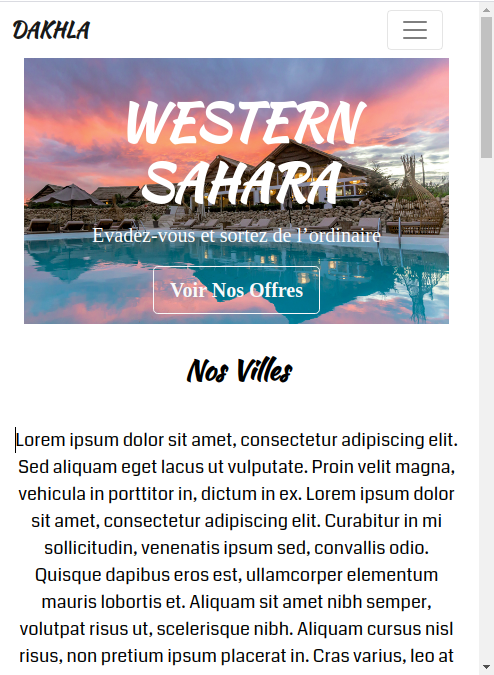 DAKHLA
WESTERN
SAHARA
Evadez-vous et sortez de l’ordinaire
Voir Nos Offres
Nos Villes
Lorem ipsum dolor sit amet, consectetur adipiscing elit.
Sed aliquam eget lacus ut vulputate. Proin velit magna,
vehicula in porttitor in, dictum in ex. Lorem ipsum dolor
sit amet, consectetur adipiscing elit. Curabitur in mi
sollicitudin, venenatis ipsum sed, convallis odio.
Quisque dapibus eros est, ullamcorper elementum
mauris lobortis et. Aliquam sit amet nibh semper,
volutpat risus ut, scelerisque nibh. Aliquam cursus nisl
risus, non pretium ipsum placerat in. Cras varius, leo at